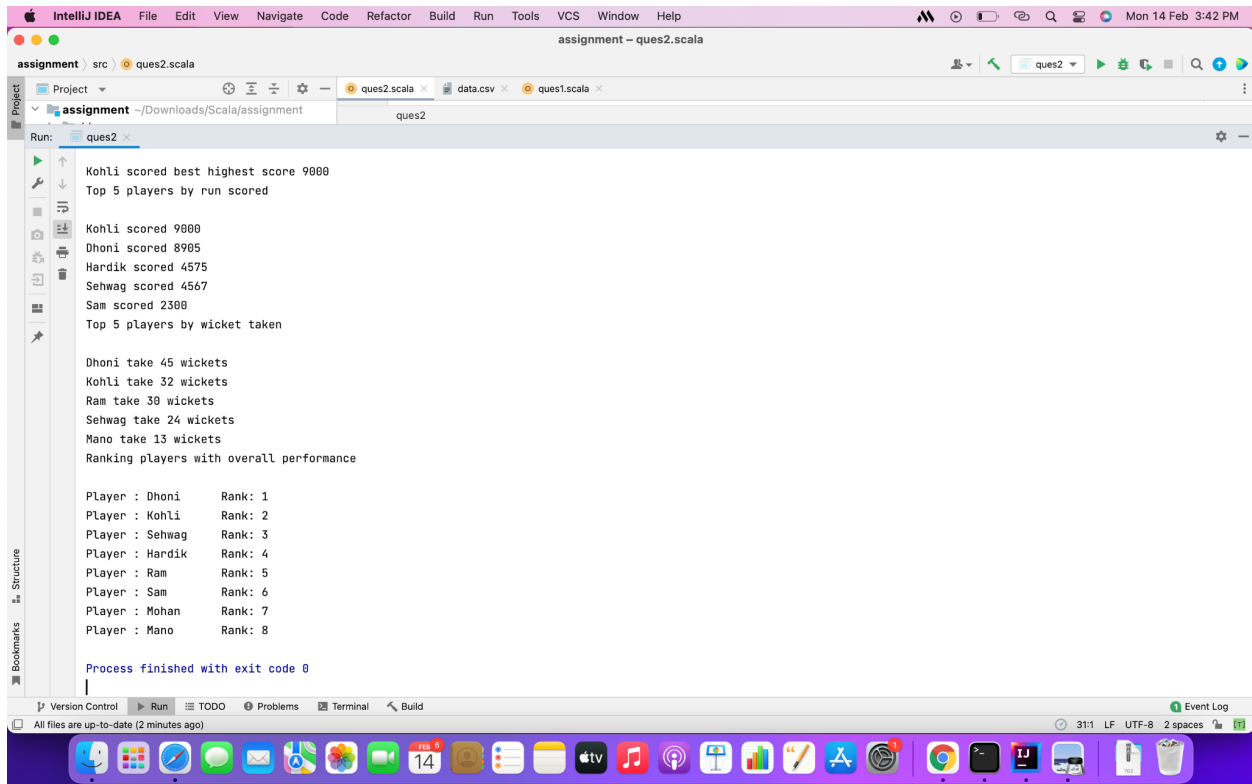 IntelliJ IDEA File Edit View Navigate Code Refactor Build Run Tools VCS Window Help Mon 14 Feb 3:42 PM
assignment – ques2.scala
assignment src ques2.scala ques2
Project Project ques2.scala data.csv ques1.scala
assignment ~/Downloads/Scala/assignment ques2
Run: ques2
Kohli scored best highest score 9000
Top 5 players by run scored
Kohli scored 9000
Dhoni scored 8905
Hardik scored 4575
Sehwag scored 4567
Sam scored 2300
Top 5 players by wicket taken
Dhoni take 45 wickets
Kohli take 32 wickets
Ram take 30 wickets
Sehwag take 24 wickets
Mano take 13 wickets
Ranking players with overall performance
Player : Dhoni Rank: 1
Player : Kohli Rank: 2
Player : Sehwag Rank: 3
Player : Hardik Rank: 4
Player : Ram Rank: 5
Player : Sam Rank: 6
Player : Mohan Rank: 7
Player : Mano Rank: 8
Process finished with exit code 0
Structure
Bookmarks
Version Control Run TODO Problems Terminal Build 1 Event Log
All files are up-to-date (2 minutes ago) 31:1 LF UTF-8 2 spaces
FEB 6
14
tv
1
IJ